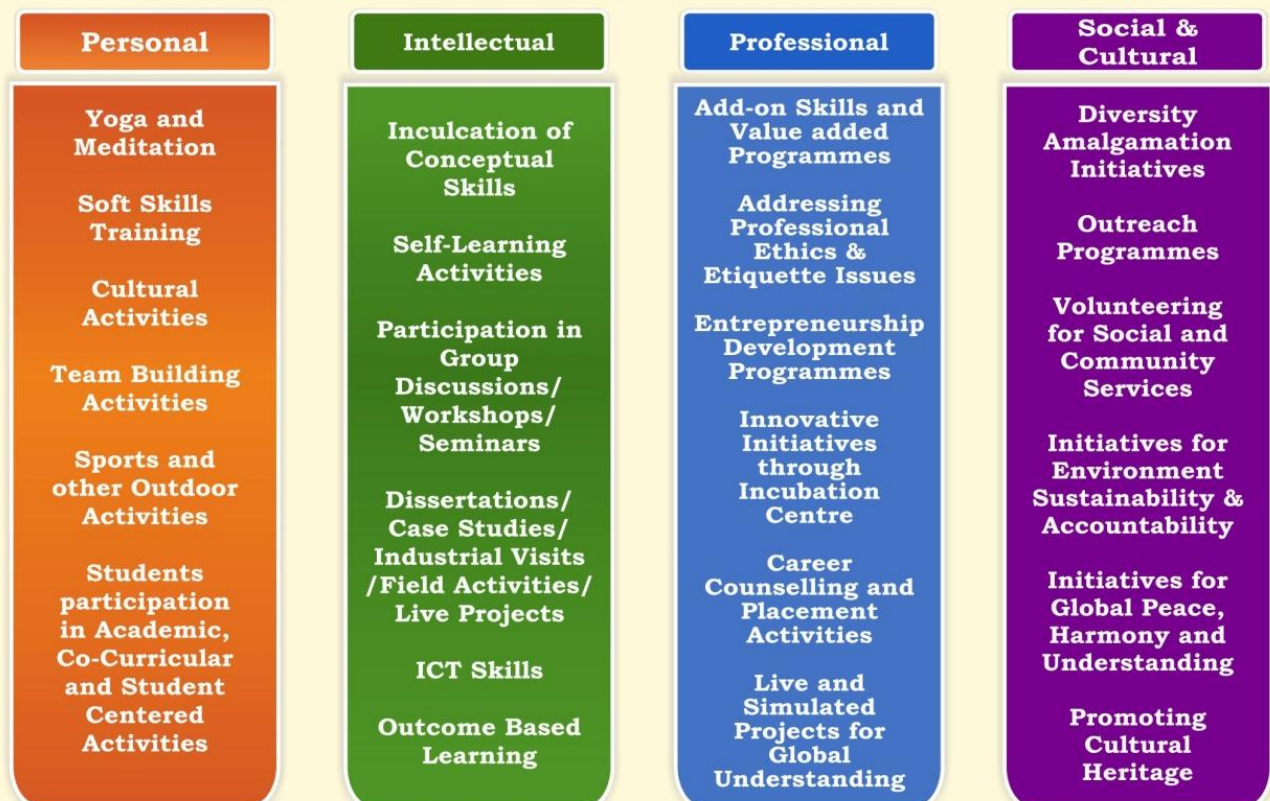 Personal
Yoga and
Meditation
Soft Skills
Training
Cultural
Activities
Team Building
Activities
Sports and
other Outdoor
Activities
Students
participation
in Academic,
Co-Curricular
and Student
Centered
Activities
Intellectual
Inculcation of
Conceptual
Skills
Self-Learning
Activities
Participation in
Group
Discussions/
Workshops/
Seminars
Dissertations/
Case Studies/
Industrial Visits
/Field Activities/
Live Projects
ICT Skills
Outcome Based
Learning
Professional
Add-on Skills and
Value added
Programmes
Addressing
Professional
Ethics &
Etiquette Issues
Entrepreneurship
Development
Programmes
Innovative
Initiatives
through
Incubation
Centre
Career
Counselling and
Placement
Activities
Live and
Simulated
Projects for
Global
Understanding
Social &
Cultural
Diversity
Amalgamation
Initiatives
Outreach
Programmes
Volunteering
for Social and
Community
Services
Initiatives for
Environment
Sustainability &
Accountability
Initiatives for
Global Peace,
Harmony and
Understanding
Promoting
Cultural
Heritage